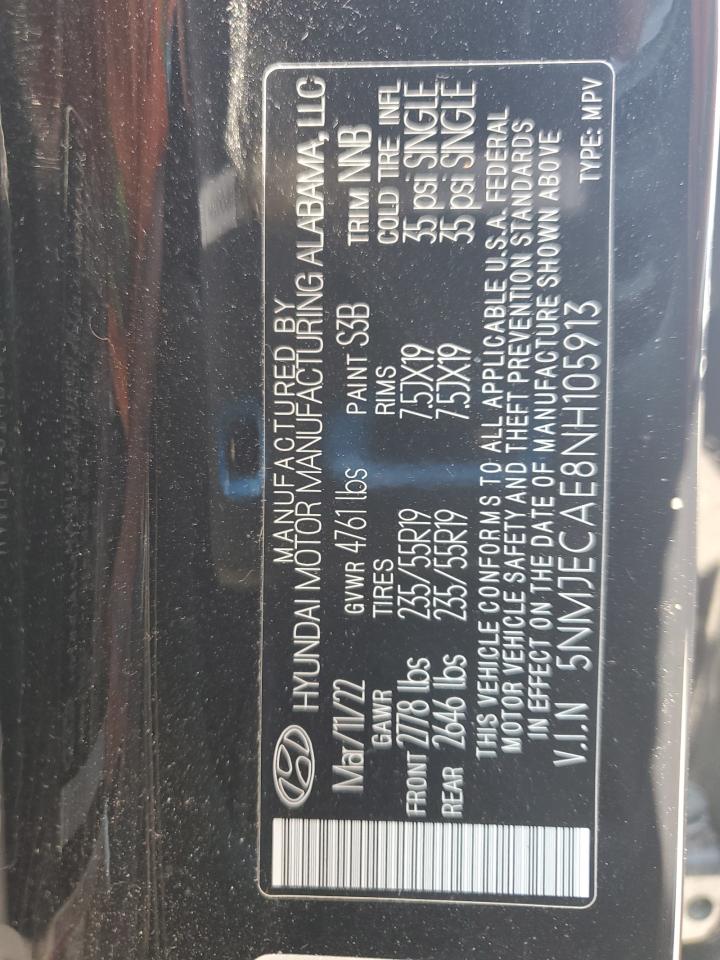 MANUFACTURED BY
HYUNDAI MOTOR MANUFACTURING ALABAMA, LLC
Mar/11/22 GVWR 4761 lbs PAINT S3B TRIM NNB
GAWR TIRES RIMS COLD TIRE INFL
FRONT 2778 lbs 235/55R19 7.5JX19 35 psi SINGLE
REAR 2646 lbs 235/55R19 7.5JX19 35 psi SINGLE
THIS VEHICLE CONFORMS TO ALL APPLICABLE U.S.A. FEDERAL
MOTOR VEHICLE SAFETY AND THEFT PREVENTION STANDARDS
IN EFFECT ON THE DATE OF MANUFACTURE SHOWN ABOVE
V.I.N 5NMJECAE8NH105913 TYPE: MPV